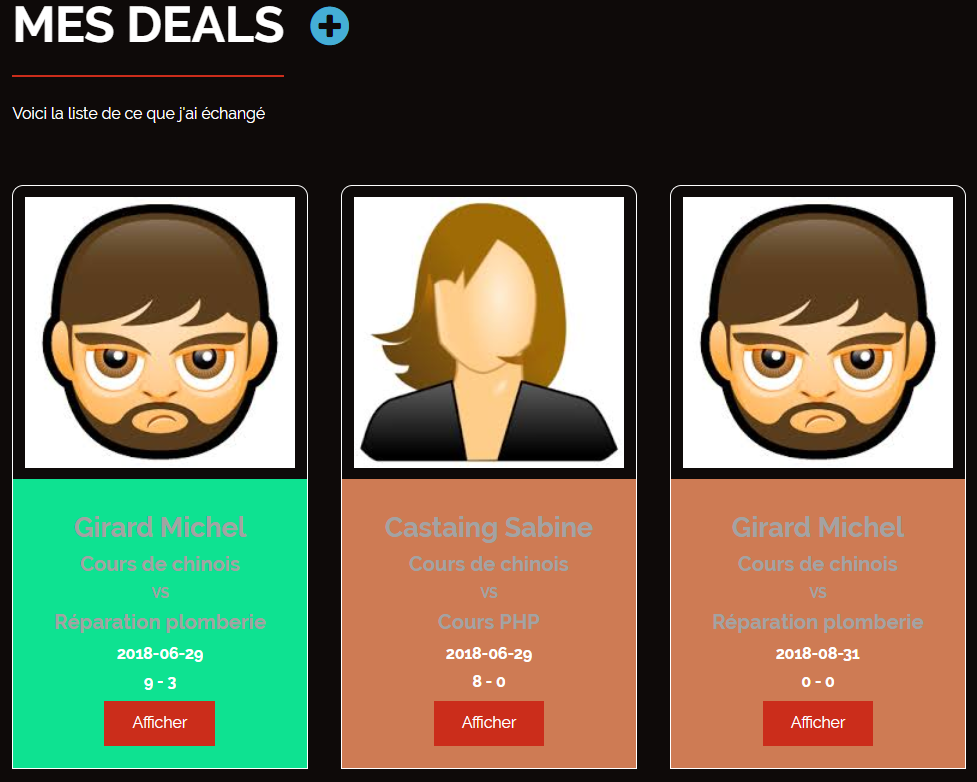 MES DEALS
Voici la liste de ce que j'ai échangé
Girard Michel
Cours de chinois
VS
Réparation plomberie
2018-06-29
9 - 3
Afficher
Castaing Sabine
Cours de chinois
VS
Cours PHP
2018-06-29
8 - 0
Afficher
Girard Michel
Cours de chinois
VS
Réparation plomberie
2018-08-31
0 - 0
Afficher